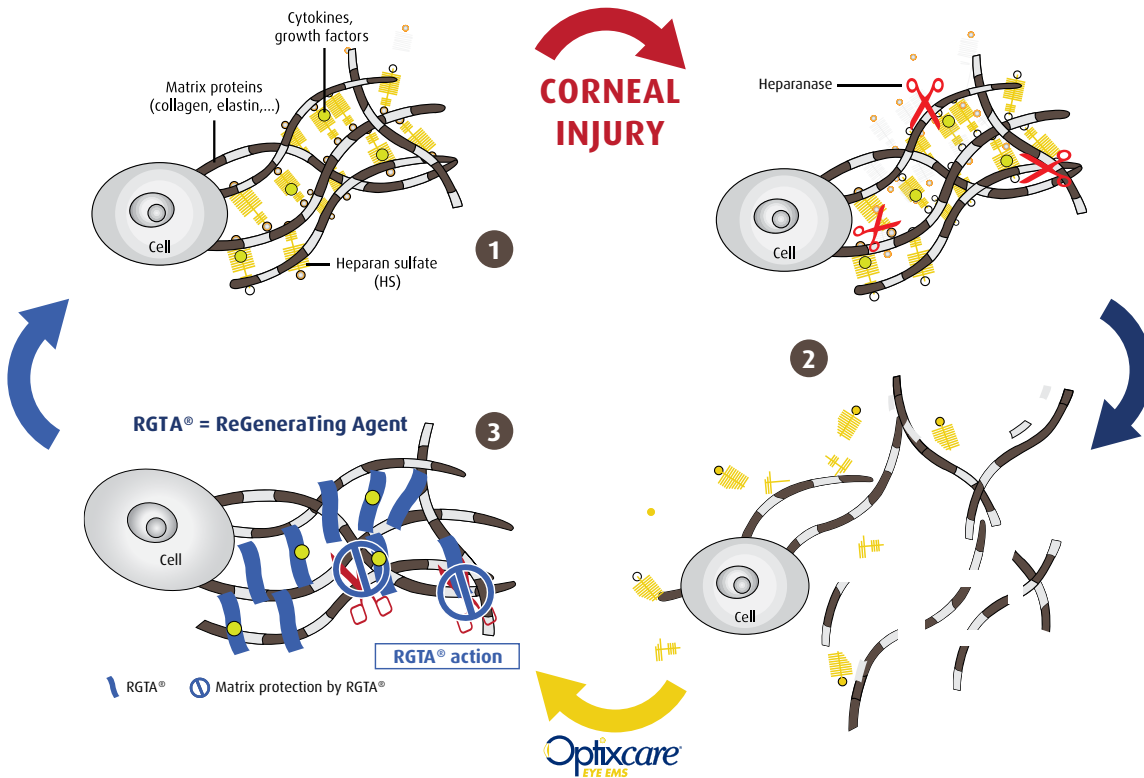 Cytokines,
growth factors
Matrix proteins
(collagen, elastin,...)
Cell
Heparan sulfate
(HS)
1
CORNEAL
INJURY
Heparanase
Cell
2
Cell
RGTA® = ReGeneraTing Agent
3
Cell
RGTA® action
RGTA®
Matrix protection by RGTA®
Optixcare®
EYE EMS